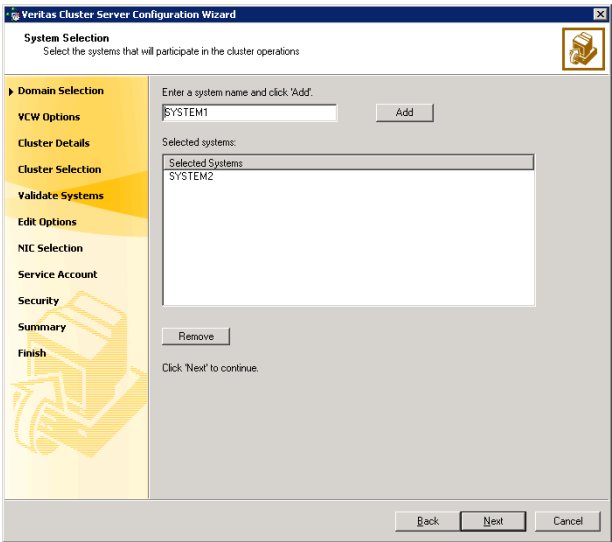 Veritas Cluster Server Configuration Wizard
System Selection
Select the systems that will participate in the cluster operations
Domain Selection
VCW Options
Cluster Details
Cluster Selection
Validate Systems
Edit Options
NIC Selection
Service Account
Security
Summary
Finish
Enter a system name and click 'Add'.
SYSTEM1
Add
Selected systems:
Selected Systems
SYSTEM2
Remove
Click 'Next' to continue.
Back Next Cancel